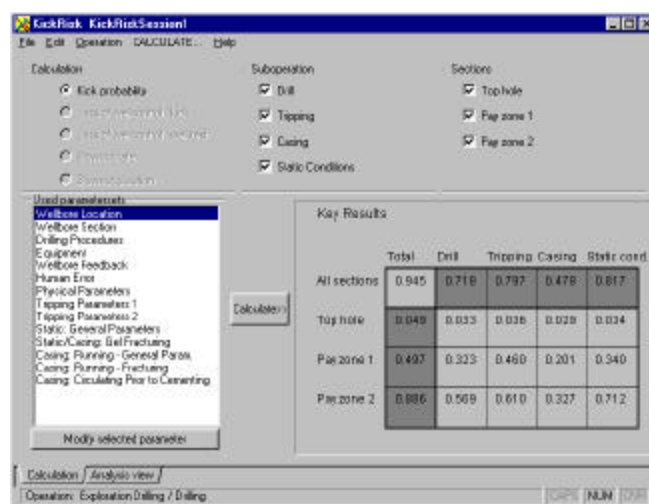 KickRisk KickRiskSession1
File Edit Operation CALCULATE... Help
Calculation
Kick probability
Suboperation
Drill
Tripping
Casing
Static Conditions
Sections
Top hole
Pay zone 1
Pay zone 2
Used parametersets
Wellbore Location
Wellbore Section
Drilling Procedures
Equipment
Wellbore Feedback
Human Error
Physical Parameters
Tripping Parameters 1
Tripping Parameters 2
Static: General Parameters
Static/Casing: Gel Fracturing
Casing: Running - General Param.
Casing: Running - Fracturing
Casing: Circulating Prior to Cementing
Modify selected parameter
Calculate>>
Key Results
Total Drill Tripping Casing Static cond.
All sections 0.945 0.718 0.797 0.478 0.817
Top hole 0.049 0.033 0.036 0.029 0.034
Pay zone 1 0.497 0.323 0.460 0.201 0.340
Pay zone 2 0.886 0.569 0.610 0.327 0.712
Calculation Analysis view
Operation: Exploration Drilling / Drilling
CAPS NUM OVR